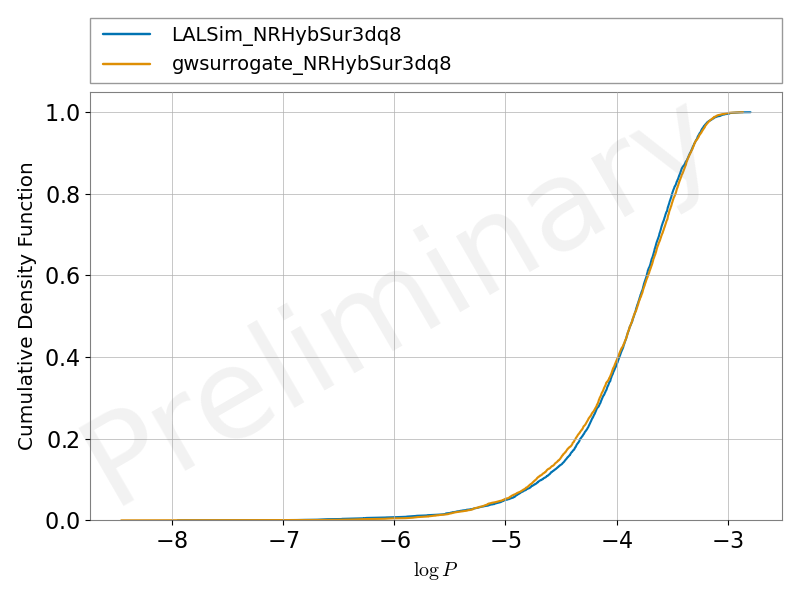 LALSim_NRHybSur3dq8
gwsurrogate_NRHybSur3dq8
1.0
0.8
0.6
0.4
0.2
0.0
Cumulative Density Function
Preliminary
−8 −7 −6 −5 −4 −3
log P